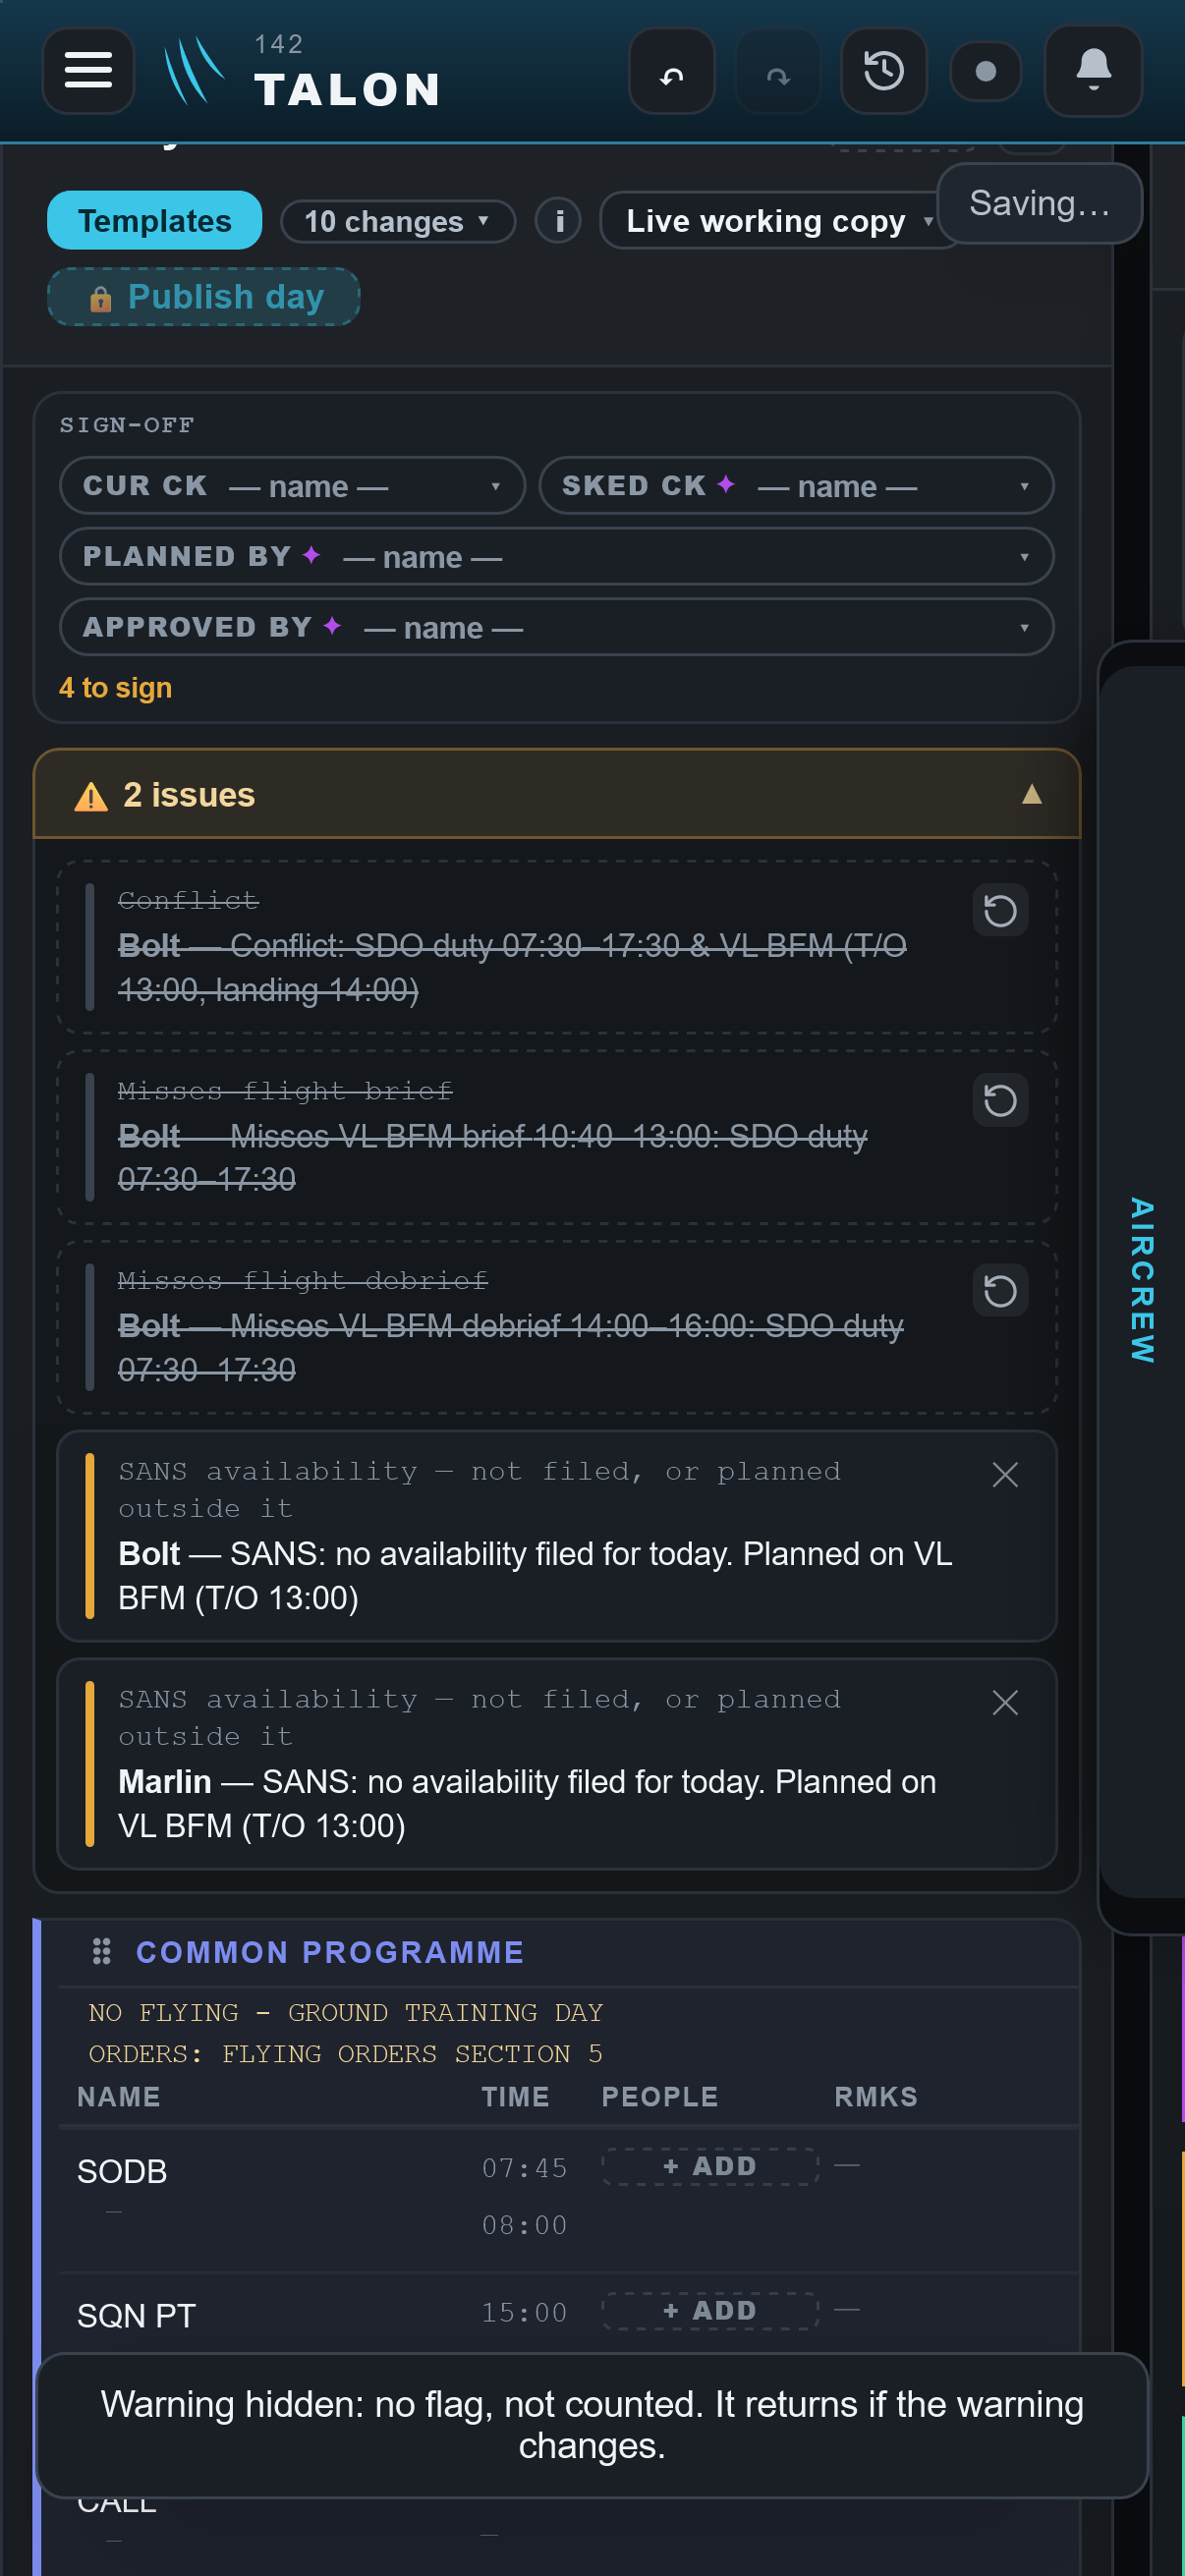 142
TALON
Saving...
Templates
10 changes ▾
i
Live working copy ▾
🔒 Publish day
SIGN-OFF
CUR CK — name — ▾
SKED CK ✦ — name — ▾
PLANNED BY ✦ — name — ▾
APPROVED BY ✦ — name — ▾
4 to sign
⚠️ 2 issues ▲
Conflict
Bolt — Conflict: SDO duty 07:30–17:30 & VL BFM (T/O
13:00, landing 14:00)
Misses flight brief
Bolt — Misses VL BFM brief 10:40–13:00: SDO duty
07:30–17:30
Misses flight debrief
Bolt — Misses VL BFM debrief 14:00–16:00: SDO duty
07:30–17:30
SANS availability — not filed, or planned
outside it
Bolt — SANS: no availability filed for today. Planned on VL
BFM (T/O 13:00)
SANS availability — not filed, or planned
outside it
Marlin — SANS: no availability filed for today. Planned on
VL BFM (T/O 13:00)
AIRCREW
COMMON PROGRAMME
NO FLYING - GROUND TRAINING DAY
ORDERS: FLYING ORDERS SECTION 5
NAME TIME PEOPLE RMKS
SODB 07:45 + ADD —
— 08:00
SQN PT 15:00 + ADD —
Warning hidden: no flag, not counted. It returns if the warning
changes.
CALL
— —